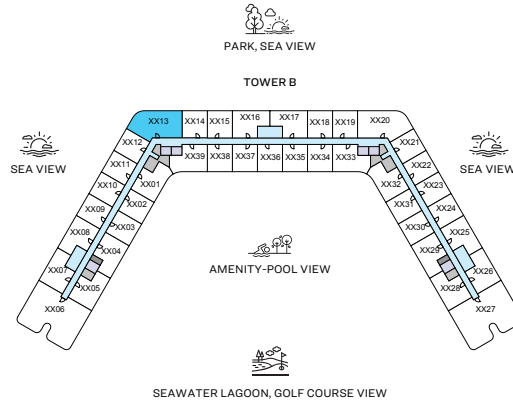 PARK, SEA VIEW
TOWER B
XX13
XX14
XX15
XX16
XX17
XX18
XX19
XX20
XX12
XX39
XX38
XX37
XX36
XX35
XX34
XX33
XX21
SEA VIEW
SEA VIEW
XX11
XX01
XX32
XX22
XX10
XX02
XX31
XX23
XX09
XX03
XX30
XX24
XX08
XX04
XX29
XX25
XX07
XX05
XX28
XX26
XX06
XX27
AMENITY-POOL VIEW
SEAWATER LAGOON, GOLF COURSE VIEW